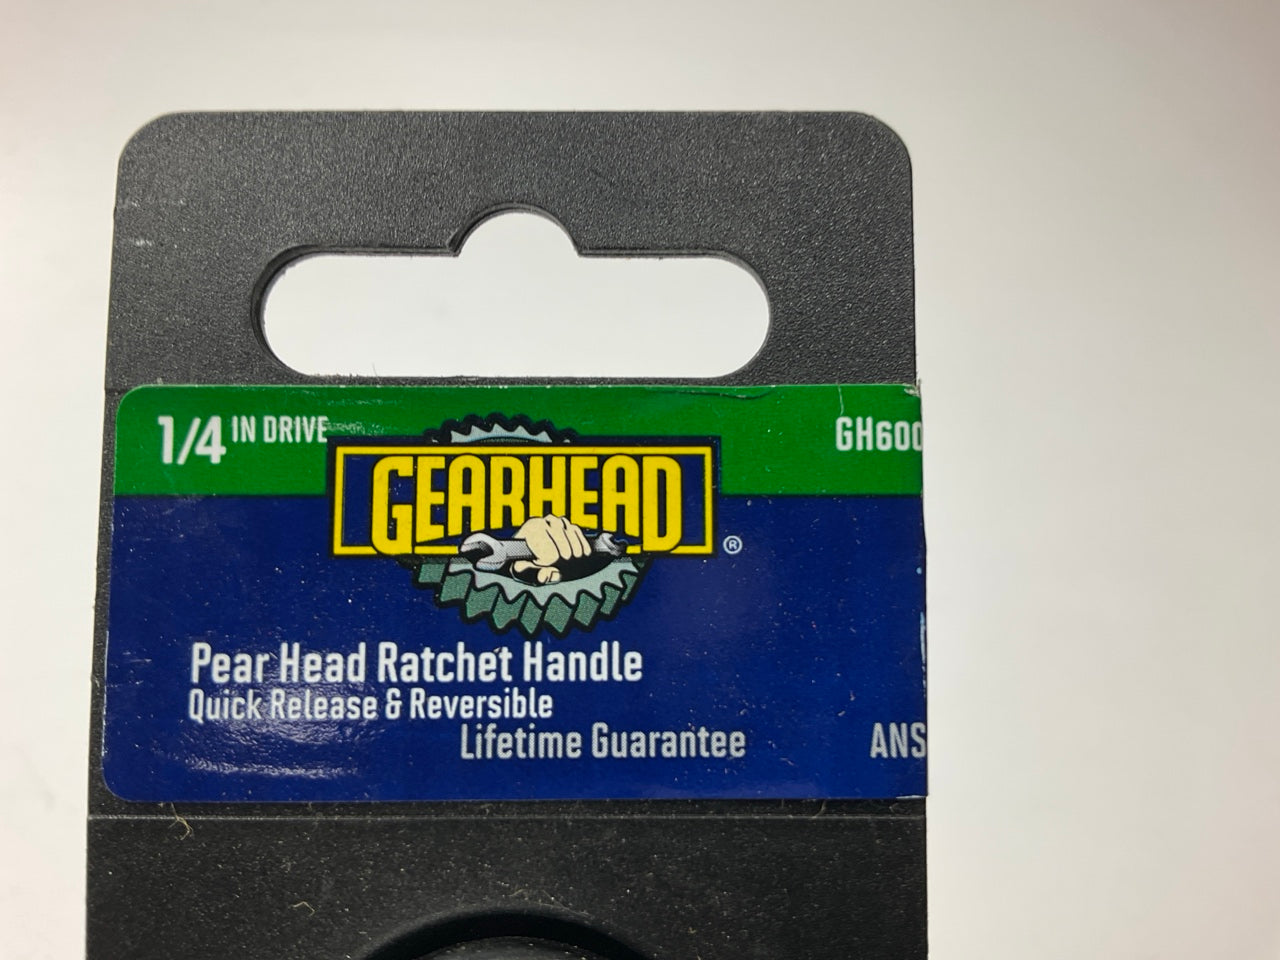 1/4 IN DRIVE
GH600
GEARHEAD
®
Pear Head Ratchet Handle
Quick Release & Reversible
Lifetime Guarantee
ANS